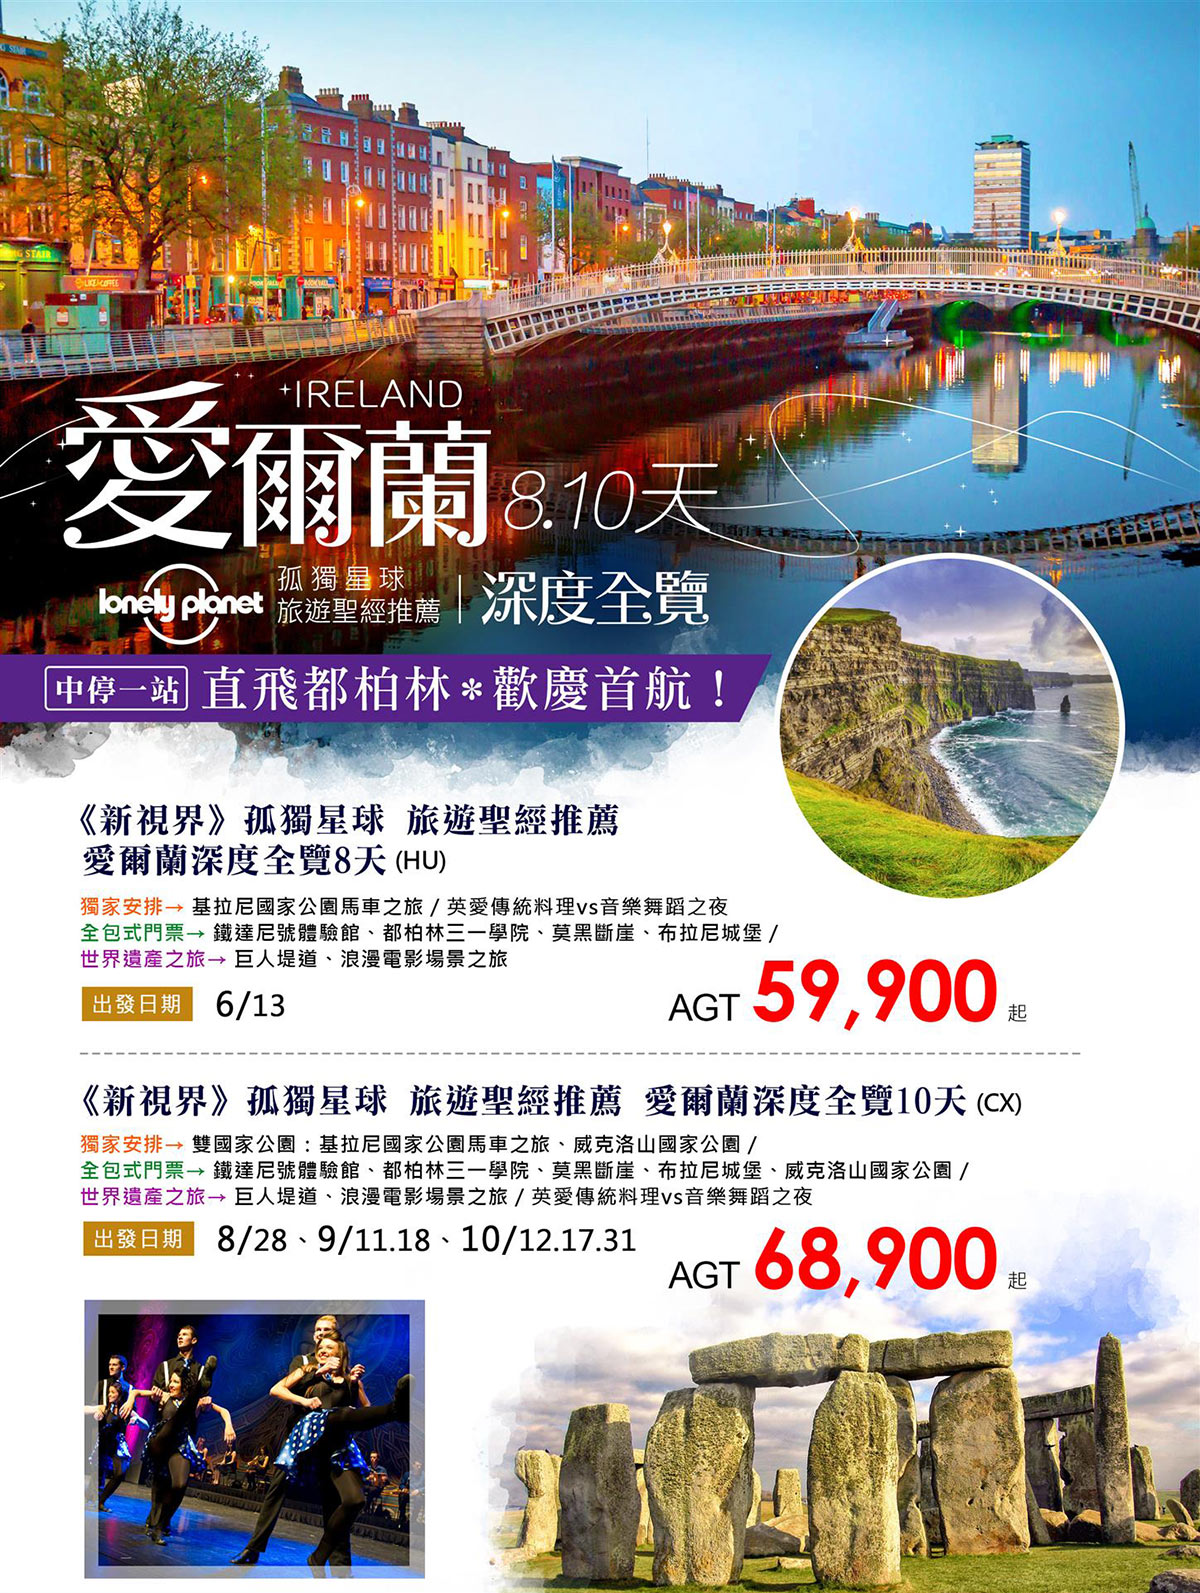 IRELAND
愛爾蘭 8.10天
lonely planet
孤獨星球
旅遊聖經推薦
深度全覽
中停一站 直飛都柏林*歡慶首航！
《新視界》孤獨星球 旅遊聖經推薦
愛爾蘭深度全覽8天 (HU)
獨家安排→ 基拉尼國家公園馬車之旅 / 英愛傳統料理vs音樂舞蹈之夜
全包式門票→ 鐵達尼號體驗館、都柏林三一學院、莫黑斷崖、布拉尼城堡 /
世界遺產之旅→ 巨人堤道、浪漫電影場景之旅
出發日期 6/13
AGT 59,900 起
《新視界》孤獨星球 旅遊聖經推薦 愛爾蘭深度全覽10天 (CX)
獨家安排→ 雙國家公園：基拉尼國家公園馬車之旅、威克洛山國家公園 /
全包式門票→ 鐵達尼號體驗館、都柏林三一學院、莫黑斷崖、布拉尼城堡、威克洛山國家公園 /
世界遺產之旅→ 巨人堤道、浪漫電影場景之旅 / 英愛傳統料理vs音樂舞蹈之夜
出發日期 8/28、9/11.18、10/12.17.31
AGT 68,900 起